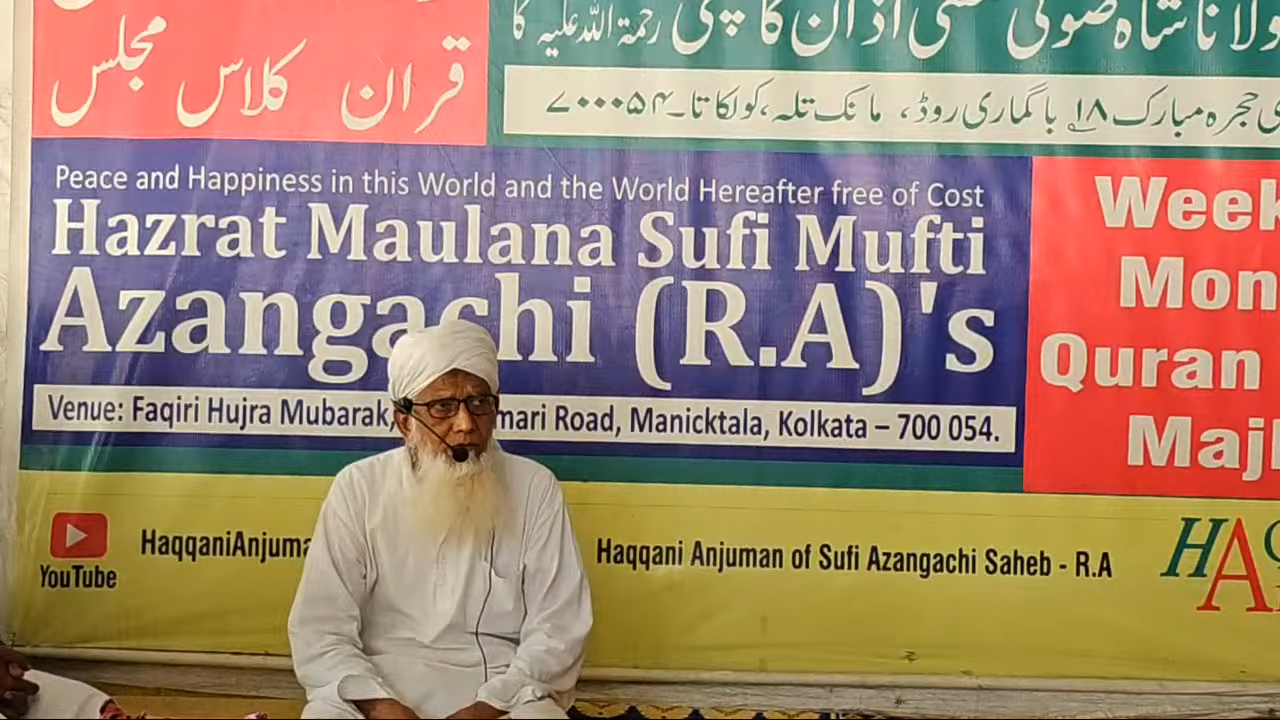 مولانا شاہ صوفی مفتی اذان گاچھی رحمۃ اللہ علیہ کا
قران کلاس مجلس
حجرہ مبارک ۱۸ باگماری روڈ، مانک تلہ، کولکاتا۔۷۰۰۰۵۴
Peace and Happiness in this World and the World Hereafter free of Cost
Hazrat Maulana Sufi Mufti
Azangachi (R.A)'s
Venue: Faqiri Hujra Mubarak, mari Road, Manicktala, Kolkata – 700 054.
Week
Mon
Quran
Maj
YouTube
HaqqaniAnjuma
Haqqani Anjuman of Sufi Azangachi Saheb - R.A
HA